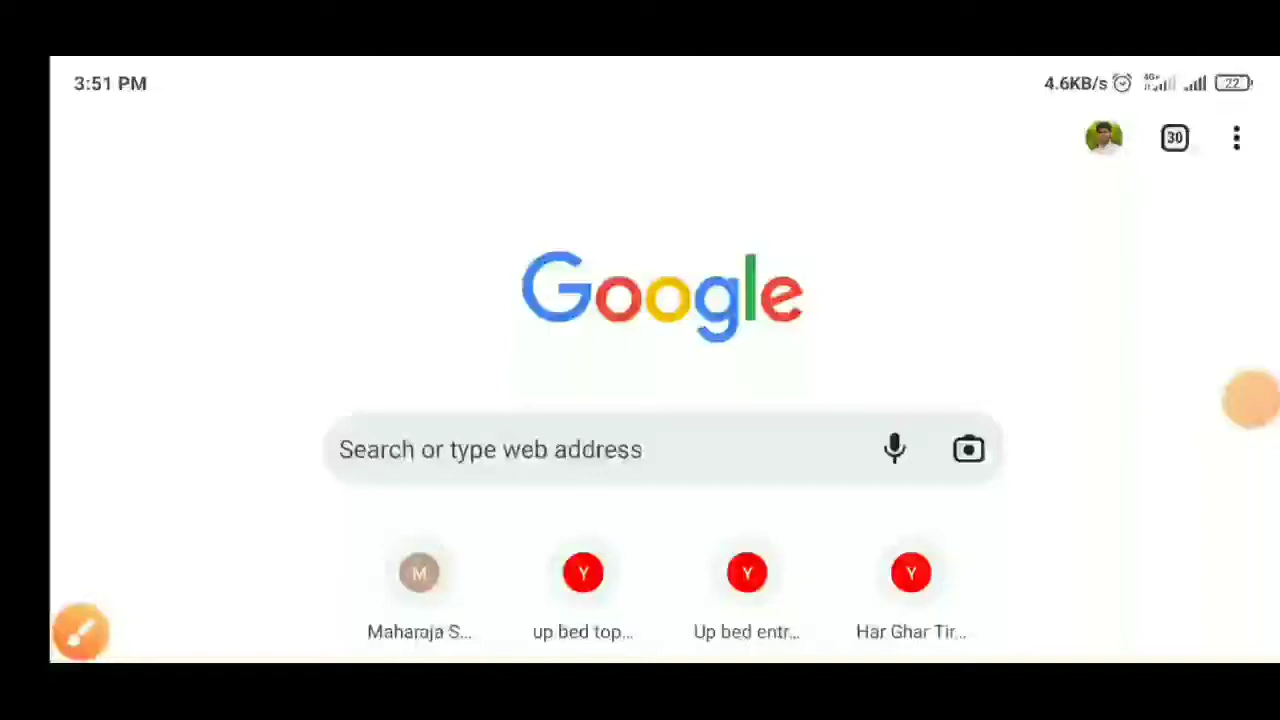 3:51 PM
4.6KB/s 4G+ 22
30
Google
Search or type web address
M Y Y Y
Maharaja S... up bed top... Up bed entr... Har Ghar Tir...